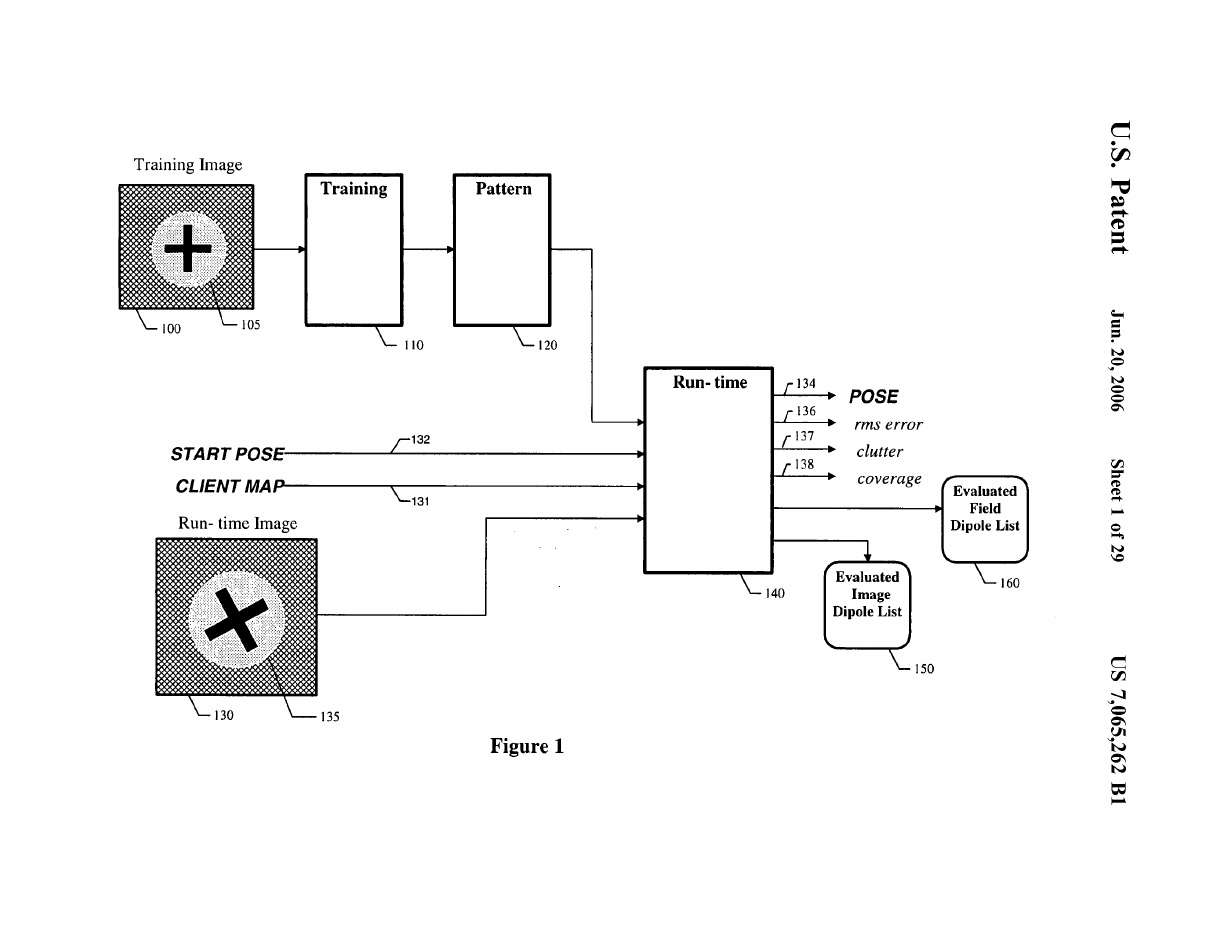 U.S. Patent Jun. 20, 2006 Sheet 1 of 29 US 7,065,262 B1
Training Image
Training
Pattern
100
105
110
120
Run- time
134
POSE
136
rms error
137
clutter
138
coverage
START POSE
132
CLIENT MAP
131
Run- time Image
Evaluated
Field
Dipole List
160
140
Evaluated
Image
Dipole List
150
130
135
Figure 1